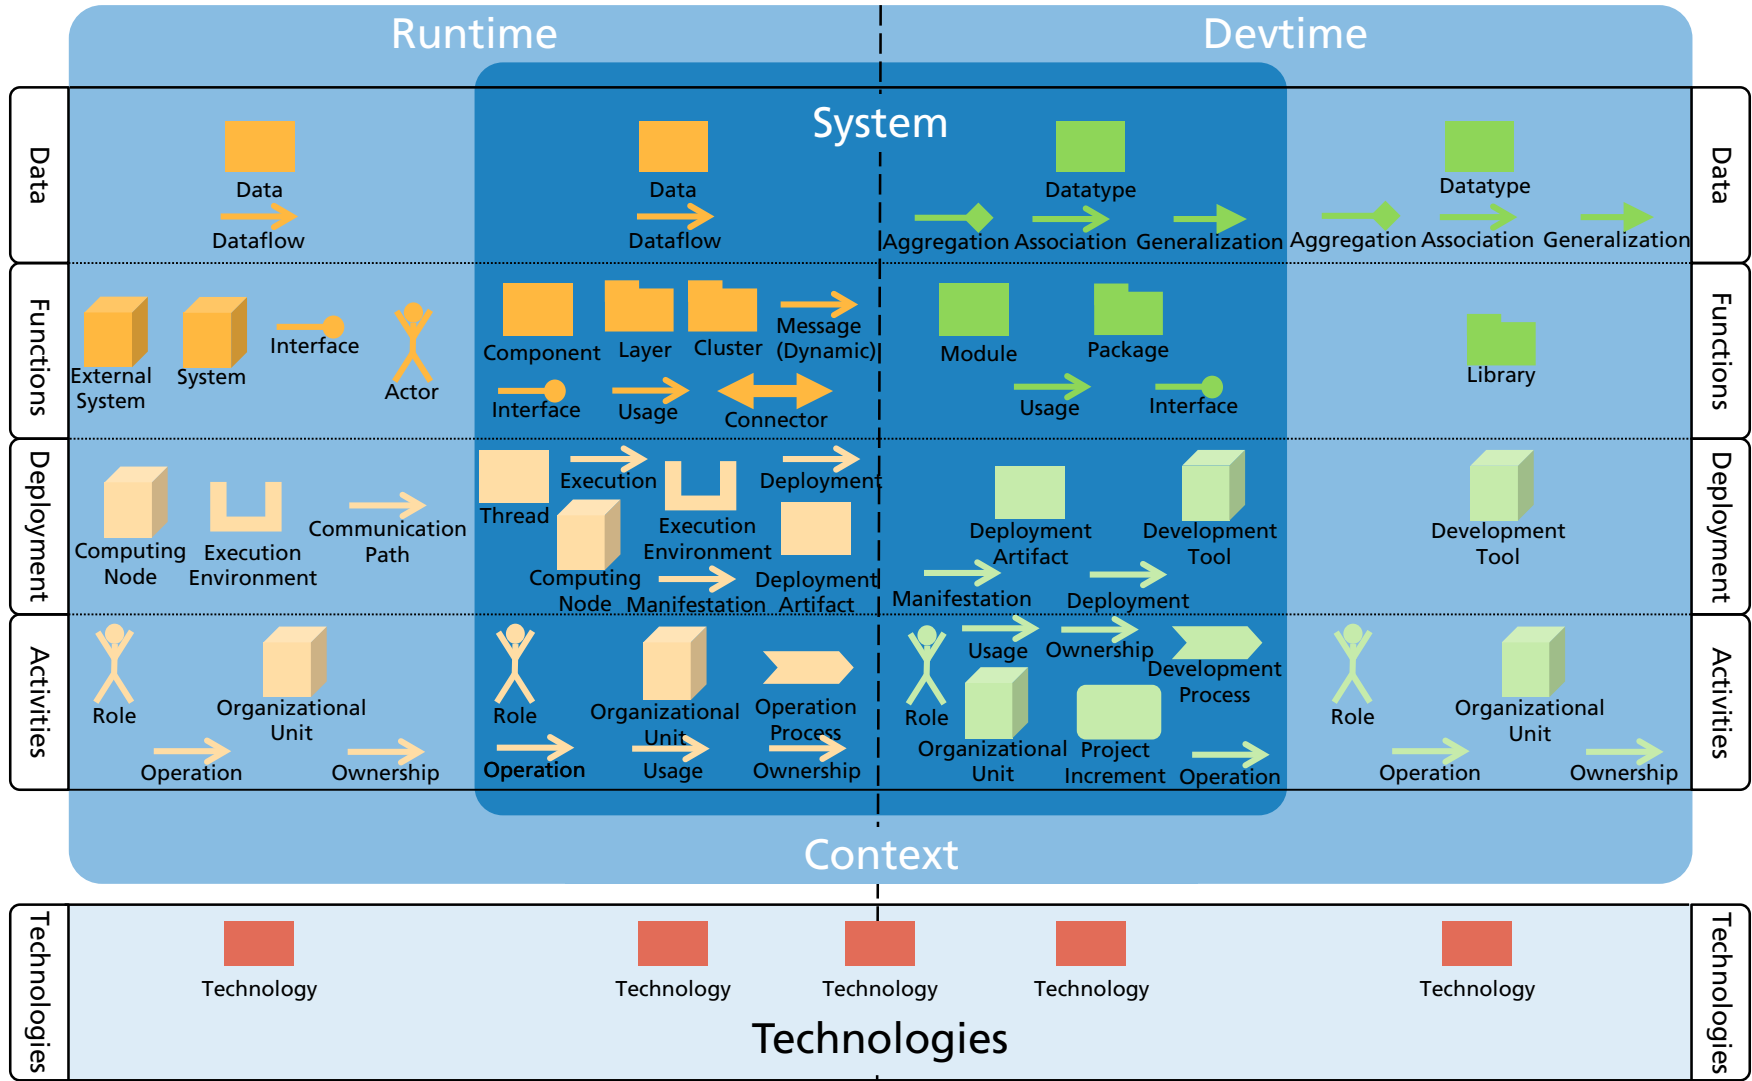 Runtime
Devtime
System
Data
Data
Dataflow
Data
Dataflow
Datatype
Aggregation
Association
Generalization
Datatype
Aggregation
Association
Generalization
Data
Functions
External
System
System
Interface
Actor
Component
Layer
Cluster
Message
(Dynamic)
Interface
Usage
Connector
Module
Package
Usage
Interface
Library
Functions
Deployment
Computing
Node
Execution
Environment
Communication
Path
Thread
Execution
Execution
Environment
Deployment
Computing
Node
Manifestation
Deployment
Artifact
Deployment
Artifact
Development
Tool
Manifestation
Deployment
Development
Tool
Deployment
Activities
Role
Organizational
Unit
Operation
Ownership
Role
Organizational
Unit
Operation
Process
Operation
Usage
Ownership
Role
Usage
Ownership
Development
Process
Organizational
Unit
Project
Increment
Operation
Role
Organizational
Unit
Operation
Ownership
Activities
Context
Technologies
Technology
Technology
Technology
Technology
Technology
Technologies
Technologies